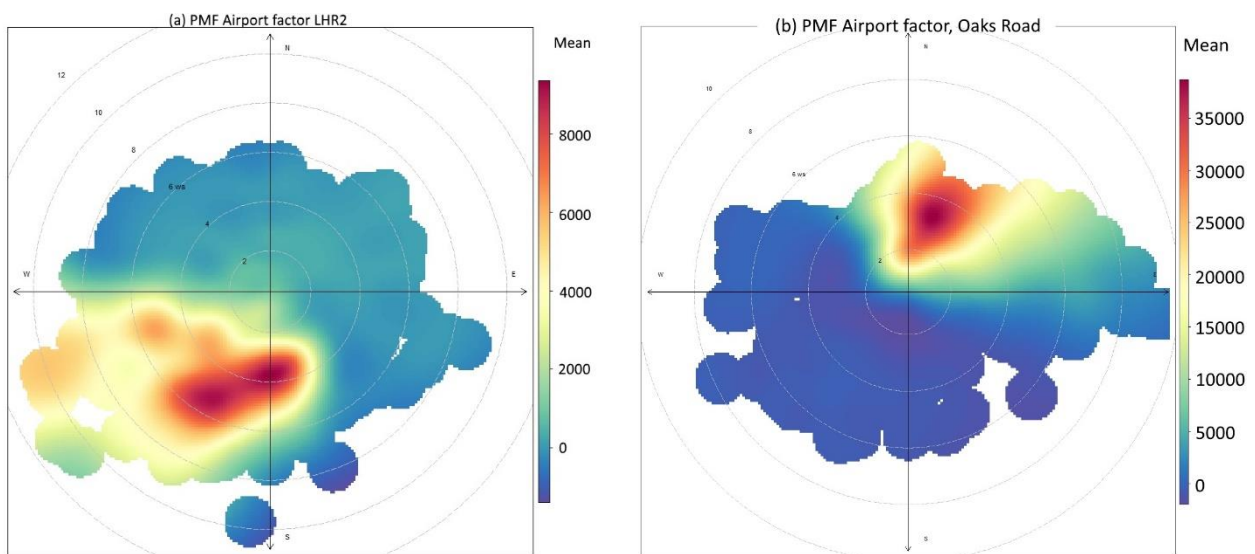 (a) PMF Airport factor LHR2
Mean
12
10
8
6 ws
4
2
N
W
E
S
8000
6000
4000
2000
0
(b) PMF Airport factor, Oaks Road
Mean
10
8
6 ws
4
2
N
W
E
S
35000
30000
25000
20000
15000
10000
5000
0